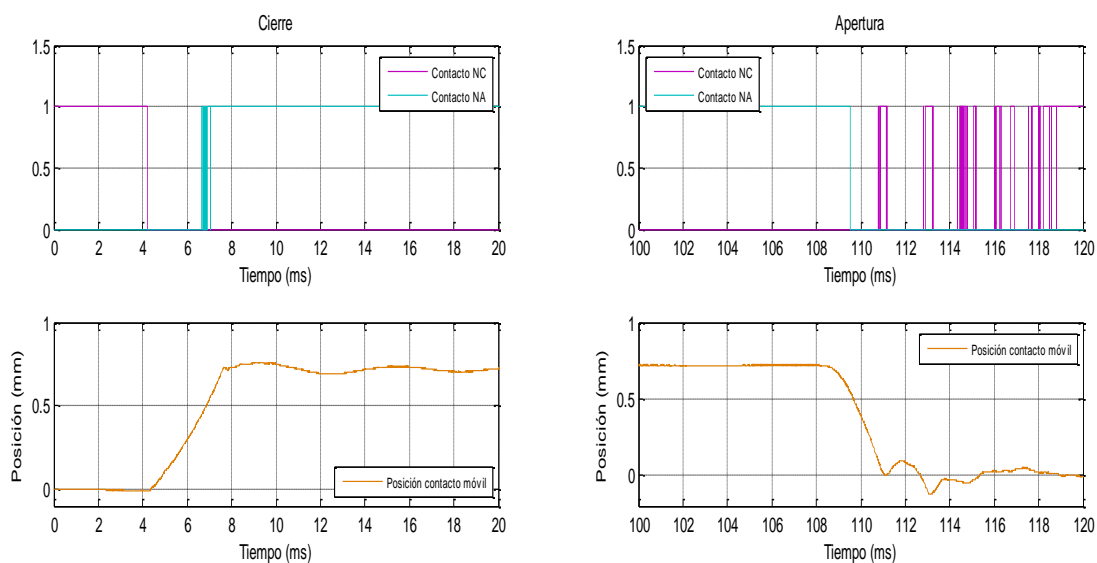 Cierre
1.5
1
0.5
0
Contacto NC
Contacto NA
0 2 4 6 8 10 12 14 16 18 20
Tiempo (ms)
Apertura
1.5
1
0.5
0
Contacto NC
Contacto NA
100 102 104 106 108 110 112 114 116 118 120
Tiempo (ms)
Posición (mm)
1
0.5
0
Posición contacto móvil
0 2 4 6 8 10 12 14 16 18 20
Tiempo (ms)
Posición (mm)
1
0.5
0
Posición contacto móvil
100 102 104 106 108 110 112 114 116 118 120
Tiempo (ms)